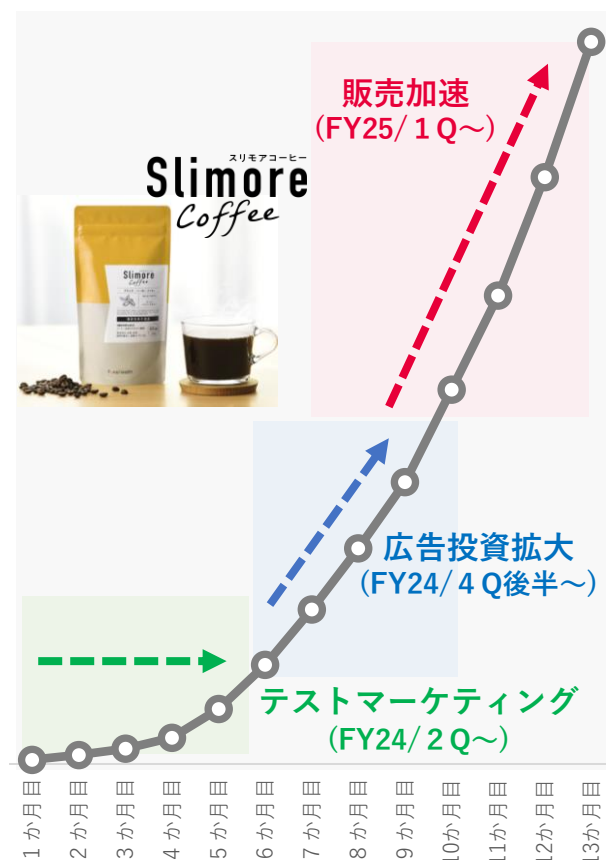 販売加速
(FY25/１Q～)
スリモアコーヒー
Slimore
Coffee
Slimore
Coffee
広告投資拡大
(FY24/４Q後半～)
テストマーケティング
(FY24/２Q～)
1か月目
2か月目
3か月目
4か月目
5か月目
6か月目
7か月目
8か月目
9か月目
10か月目
11か月目
12か月目
13か月目